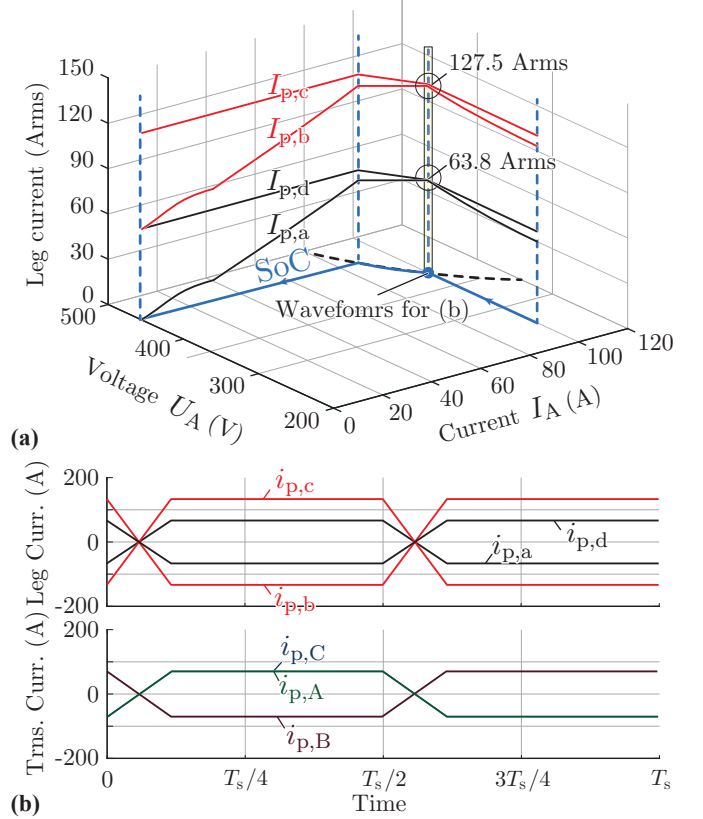 150
120
90
60
30
0
Leg current (Arms)
I_p,c
I_p,b
I_p,d
I_p,a
127.5 Arms
63.8 Arms
SoC
Wavefomrs for (b)
500
400
300
200
Voltage U_A (V)
0
20
40
60
80
100
120
Current I_A (A)
(a)
200
0
-200
Leg Curr. (A)
i_p,c
i_p,d
i_p,a
i_p,b
200
0
-200
Trns. Curr. (A)
i_p,C
i_p,A
i_p,B
0
T_s/4
T_s/2
3T_s/4
T_s
Time
(b)